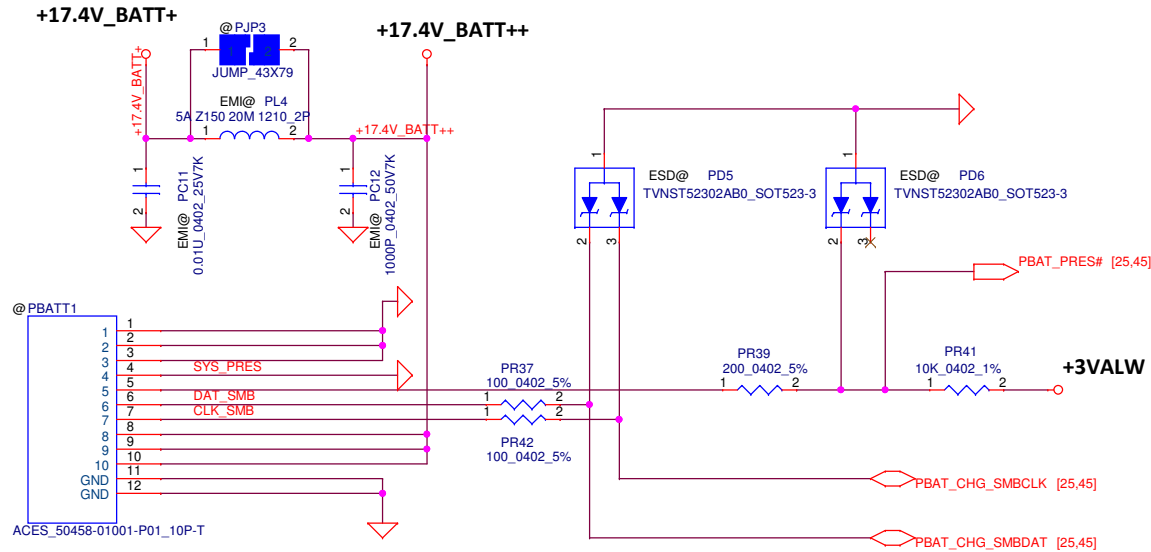 +17.4V_BATT+
+17.4V_BATT++
@ PJP3
1 2
1 2
JUMP_43X79
+17.4V_BATT+
EMI@ PL4
5A Z150 20M 1210_2P
1 2
+17.4V_BATT++
1
2
EMI@ PC11
0.01U_0402_25V7K
1
2
EMI@ PC12
1000P_0402_50V7K
1
ESD@ PD5
TVNST52302AB0_SOT523-3
2
3
1
ESD@ PD6
TVNST52302AB0_SOT523-3
2
3
PBAT_PRES# [25,45]
@ PBATT1
1 1
2 2
3 3
4 4
5 5
6 6
7 7
8 8
9 9
10 10
GND 11
GND 12
ACES_50458-01001-P01_10P-T
SYS_PRES
DAT_SMB
CLK_SMB
PR37
100_0402_5%
1 2
1 2
PR42
100_0402_5%
PR39
200_0402_5%
1 2
PR41
10K_0402_1%
1 2
+3VALW
PBAT_CHG_SMBCLK [25,45]
PBAT_CHG_SMBDAT [25,45]